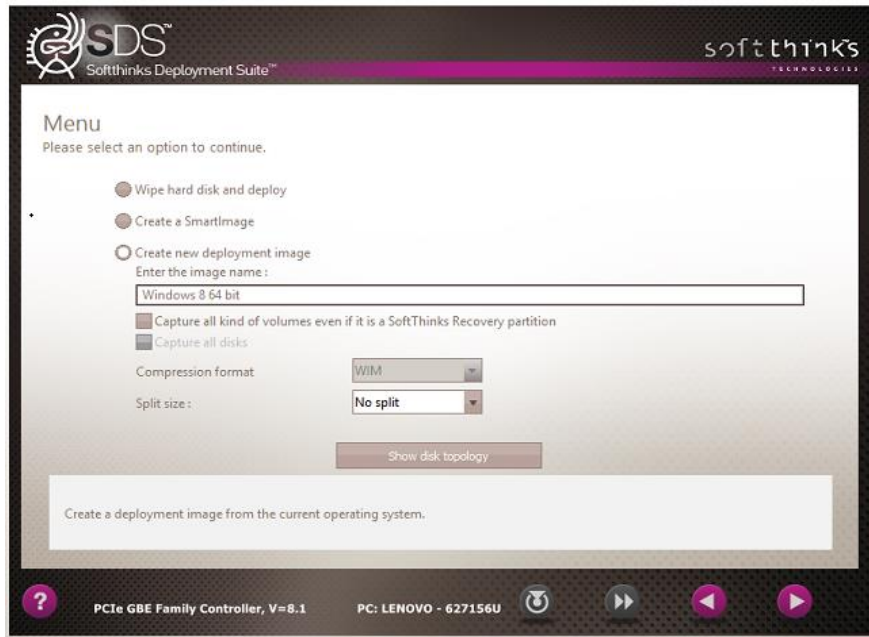 SDS™
Softthinks Deployment Suite™
softthinks
TECHNOLOGIES
Menu
Please select an option to continue.
Wipe hard disk and deploy
Create a SmartImage
Create new deployment image
Enter the image name :
Windows 8 64 bit
Capture all kind of volumes even if it is a SoftThinks Recovery partition
Capture all disks
Compression format WIM
Split size : No split
Show disk topology
Create a deployment image from the current operating system.
? PCIe GBE Family Controller, V=8.1 PC: LENOVO - 627156U